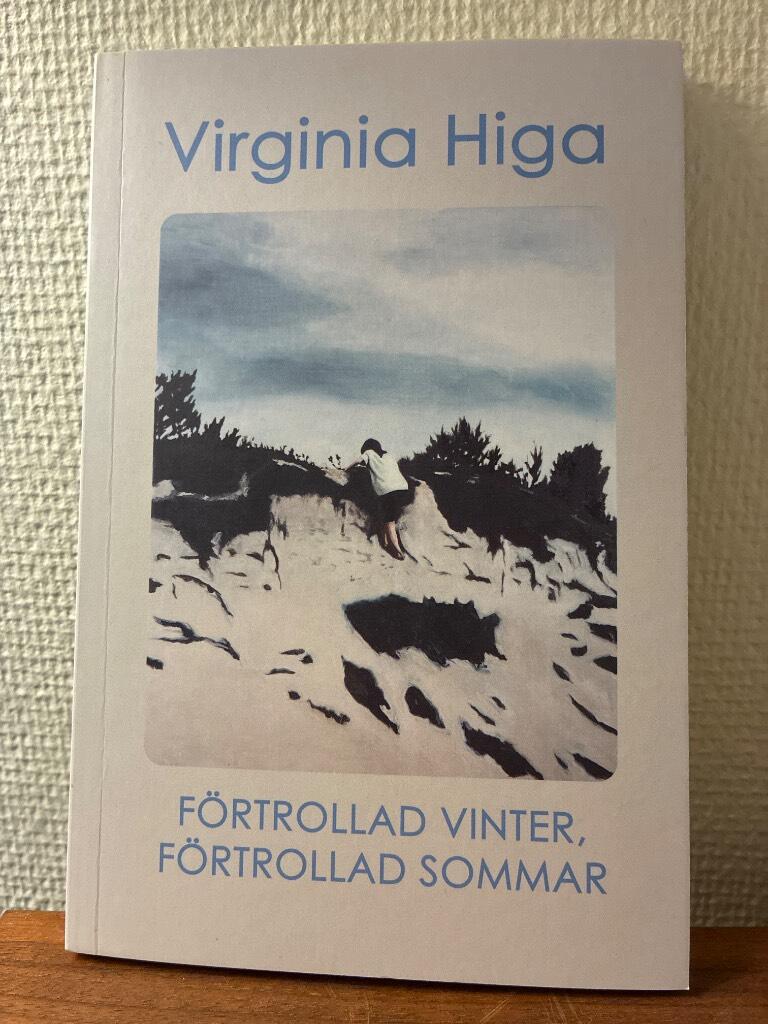 Virginia Higa
FÖRTROLLAD VINTER,
FÖRTROLLAD SOMMAR